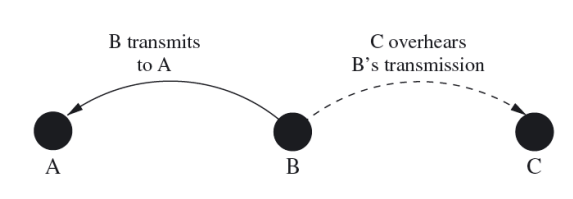 B transmits
to A
C overhears
B's transmission
A
B
C